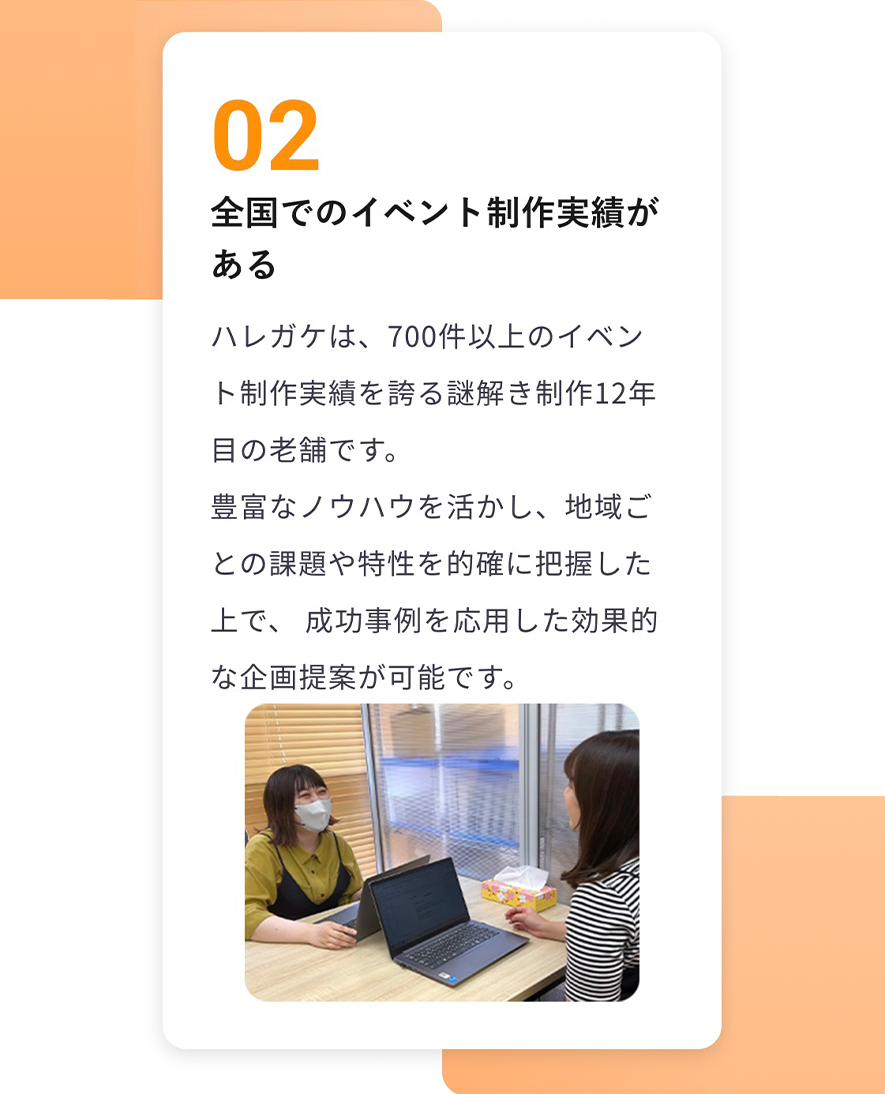 02
全国でのイベント制作実績が
ある
ハレガケは、700件以上のイベン
ト制作実績を誇る謎解き制作12年
目の老舗です。
豊富なノウハウを活かし、地域ご
との課題や特性を的確に把握した
上で、 成功事例を応用した効果的
な企画提案が可能です。